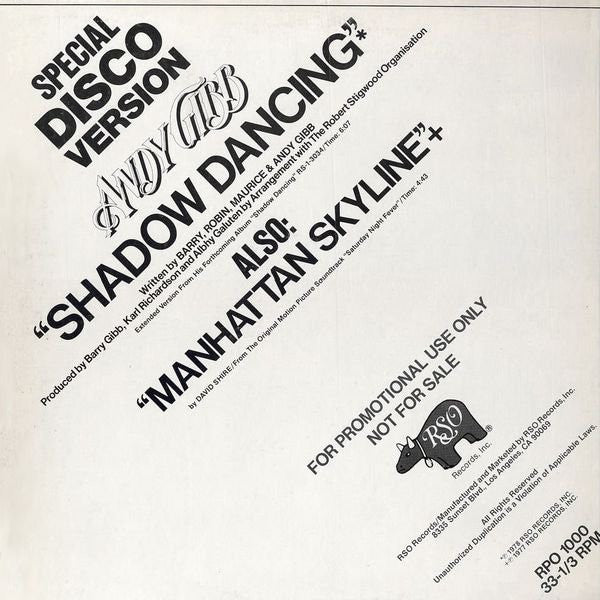 SPECIAL
DISCO
VERSION
ANDY GIBB
"SHADOW DANCING"*
Written by BARRY, ROBIN, MAURICE & ANDY GIBB
Produced by Barry Gibb, Karl Richardson and Albhy Galuten by Arrangement with The Robert Stigwood Organisation
Extended Version From His Forthcoming Album "Shadow Dancing" RS-1-3034/Time: 6:07
ALSO:
"MANHATTAN SKYLINE"+
by DAVID SHIRE/From The Original Motion Picture Soundtrack "Saturday Night Fever"/Time: 4:43
FOR PROMOTIONAL USE ONLY
NOT FOR SALE
RSO
®
Records, Inc.
RSO Records/Manufactured and Marketed by RSO Records, Inc.
8335 Sunset Blvd., Los Angeles, CA 90069
All Rights Reserved
Unauthorized Duplication is a Violation of Applicable Laws.
*℗ 1978 RSO RECORDS, INC.
+℗ 1977 RSO RECORDS, INC.
RPO 1000
33-1/3 RPM